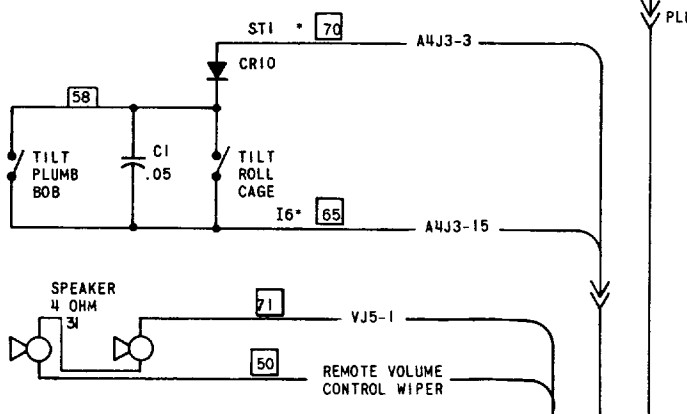 PLU
ST1 * 70
A4J3-3
CR10
58
TILT
PLUMB
BOB
C1
.05
TILT
ROLL
CAGE
I6* 65
A4J3-15
SPEAKER
4 OHM
31
71
VJ5-1
50
REMOTE VOLUME
CONTROL WIPER